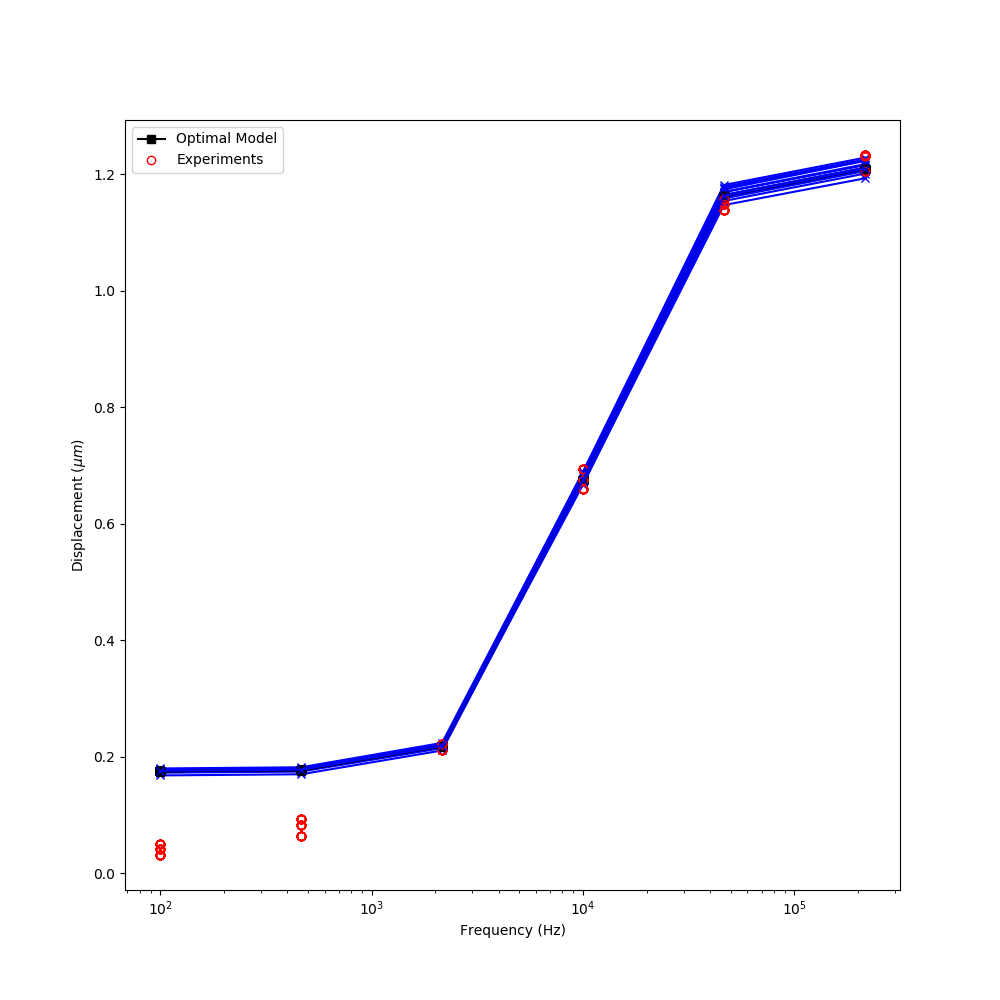 Optimal Model
Experiments
1.2
1.0
0.8
0.6
0.4
0.2
0.0
Displacement (μm)
10² 10³ 10⁴ 10⁵
Frequency (Hz)